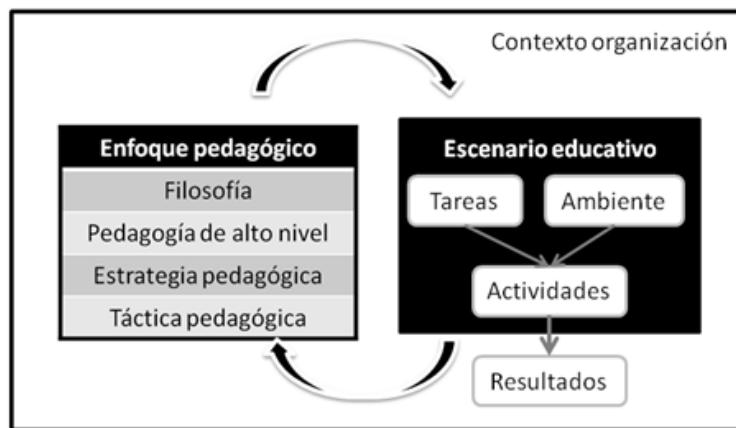 Contexto organización
Enfoque pedagógico
Filosofía
Pedagogía de alto nivel
Estrategia pedagógica
Táctica pedagógica
Escenario educativo
Tareas
Ambiente
Actividades
Resultados